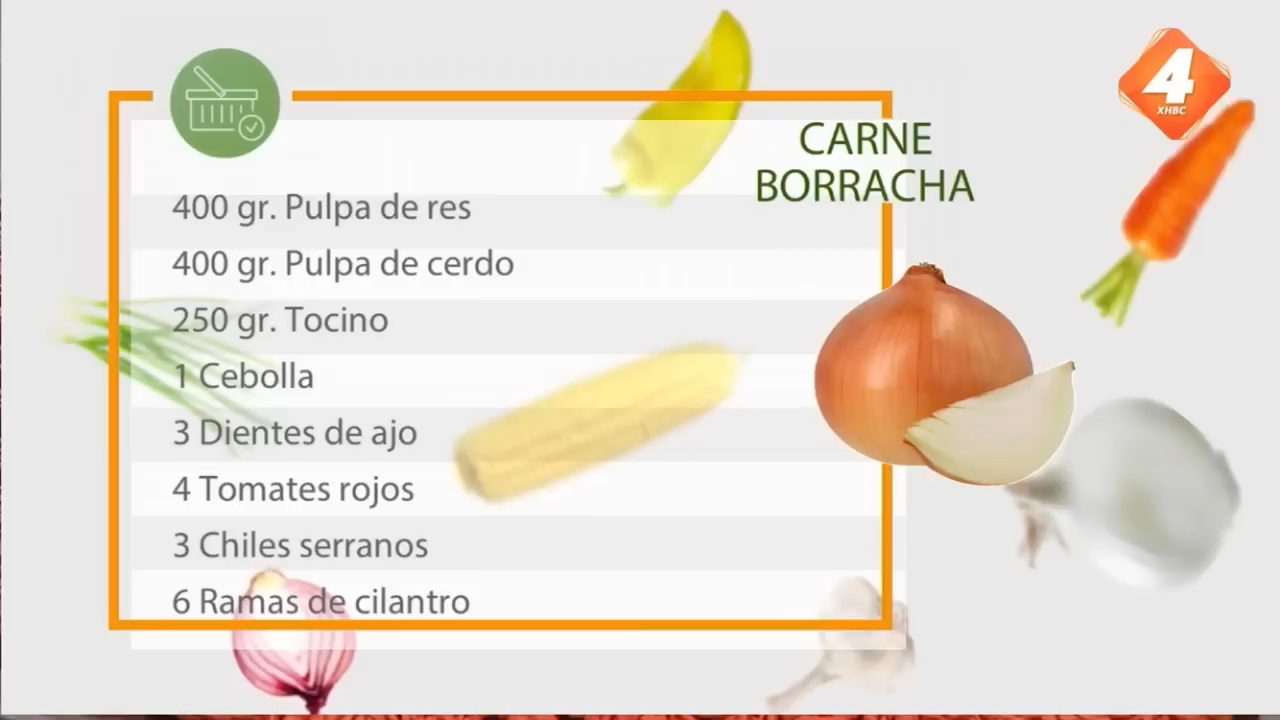 4
XHBC
CARNE
BORRACHA
400 gr. Pulpa de res
400 gr. Pulpa de cerdo
250 gr. Tocino
1 Cebolla
3 Dientes de ajo
4 Tomates rojos
3 Chiles serranos
6 Ramas de cilantro